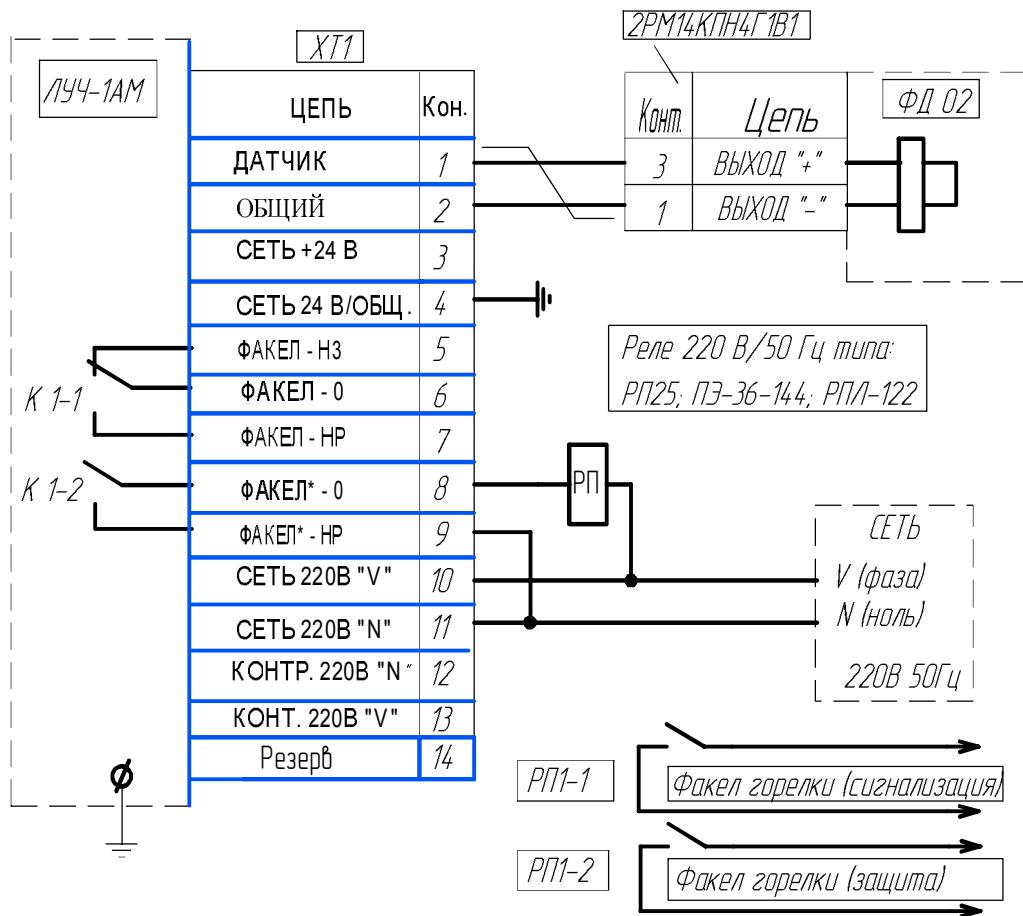 ЛУЧ-1АМ
ХТ1
ЦЕПЬ Кон.
ДАТЧИК 1
ОБЩИЙ 2
СЕТЬ +24 В 3
СЕТЬ 24 В/ОБЩ. 4
ФАКЕЛ - НЗ 5
ФАКЕЛ - 0 6
ФАКЕЛ - НР 7
ФАКЕЛ* - 0 8
ФАКЕЛ* - НР 9
СЕТЬ 220В "V" 10
СЕТЬ 220В "N" 11
КОНТР. 220В "N" 12
КОНТ. 220В "V" 13
Резерв 14
К 1-1
К 1-2
2РМ14КПН4Г1В1
Конт. Цепь
3 ВЫХОД "+"
1 ВЫХОД "-"
ФД 02
Реле 220 В/50 Гц типа:
РП25; ПЭ-36-144; РПЛ-122
РП
СЕТЬ
V (фаза)
N (ноль)
220В 50Гц
РП1-1
Факел горелки (сигнализация)
РП1-2
Факел горелки (защита)